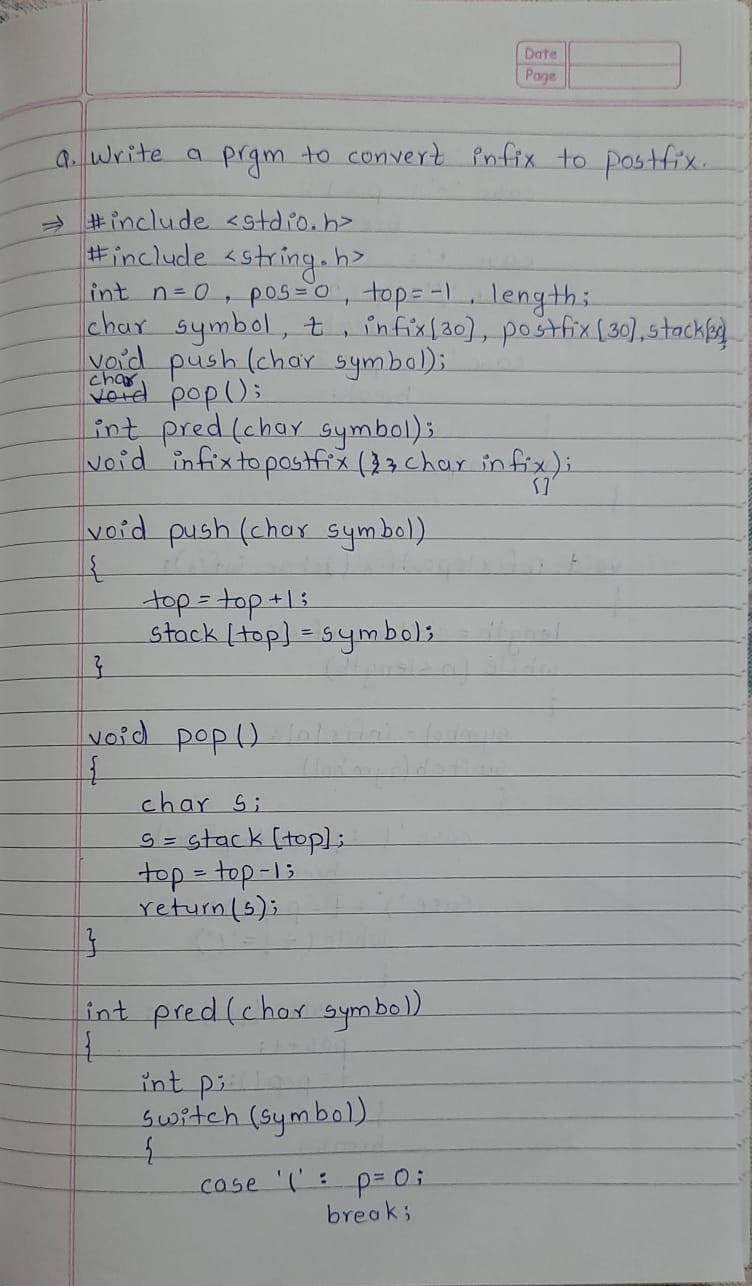 Date
Page
Q. Write a prgm to convert infix to postfix.
⇒ #include <stdio.h>
#include <string.h>
int n=0, pos=0, top=-1, length;
char symbol, t, infix[30], postfix[30], stack[30]
void push(char symbol);
char
void pop();
int pred(char symbol);
void infixtopostfix (char infix);
[]
void push(char symbol)
{
top = top+1;
stack[top] = symbol;
}
void pop()
{
char s;
s = stack[top];
top = top-1;
return(s);
}
int pred(char symbol)
{
int p;
switch(symbol)
{
case '(' : p=0;
break;